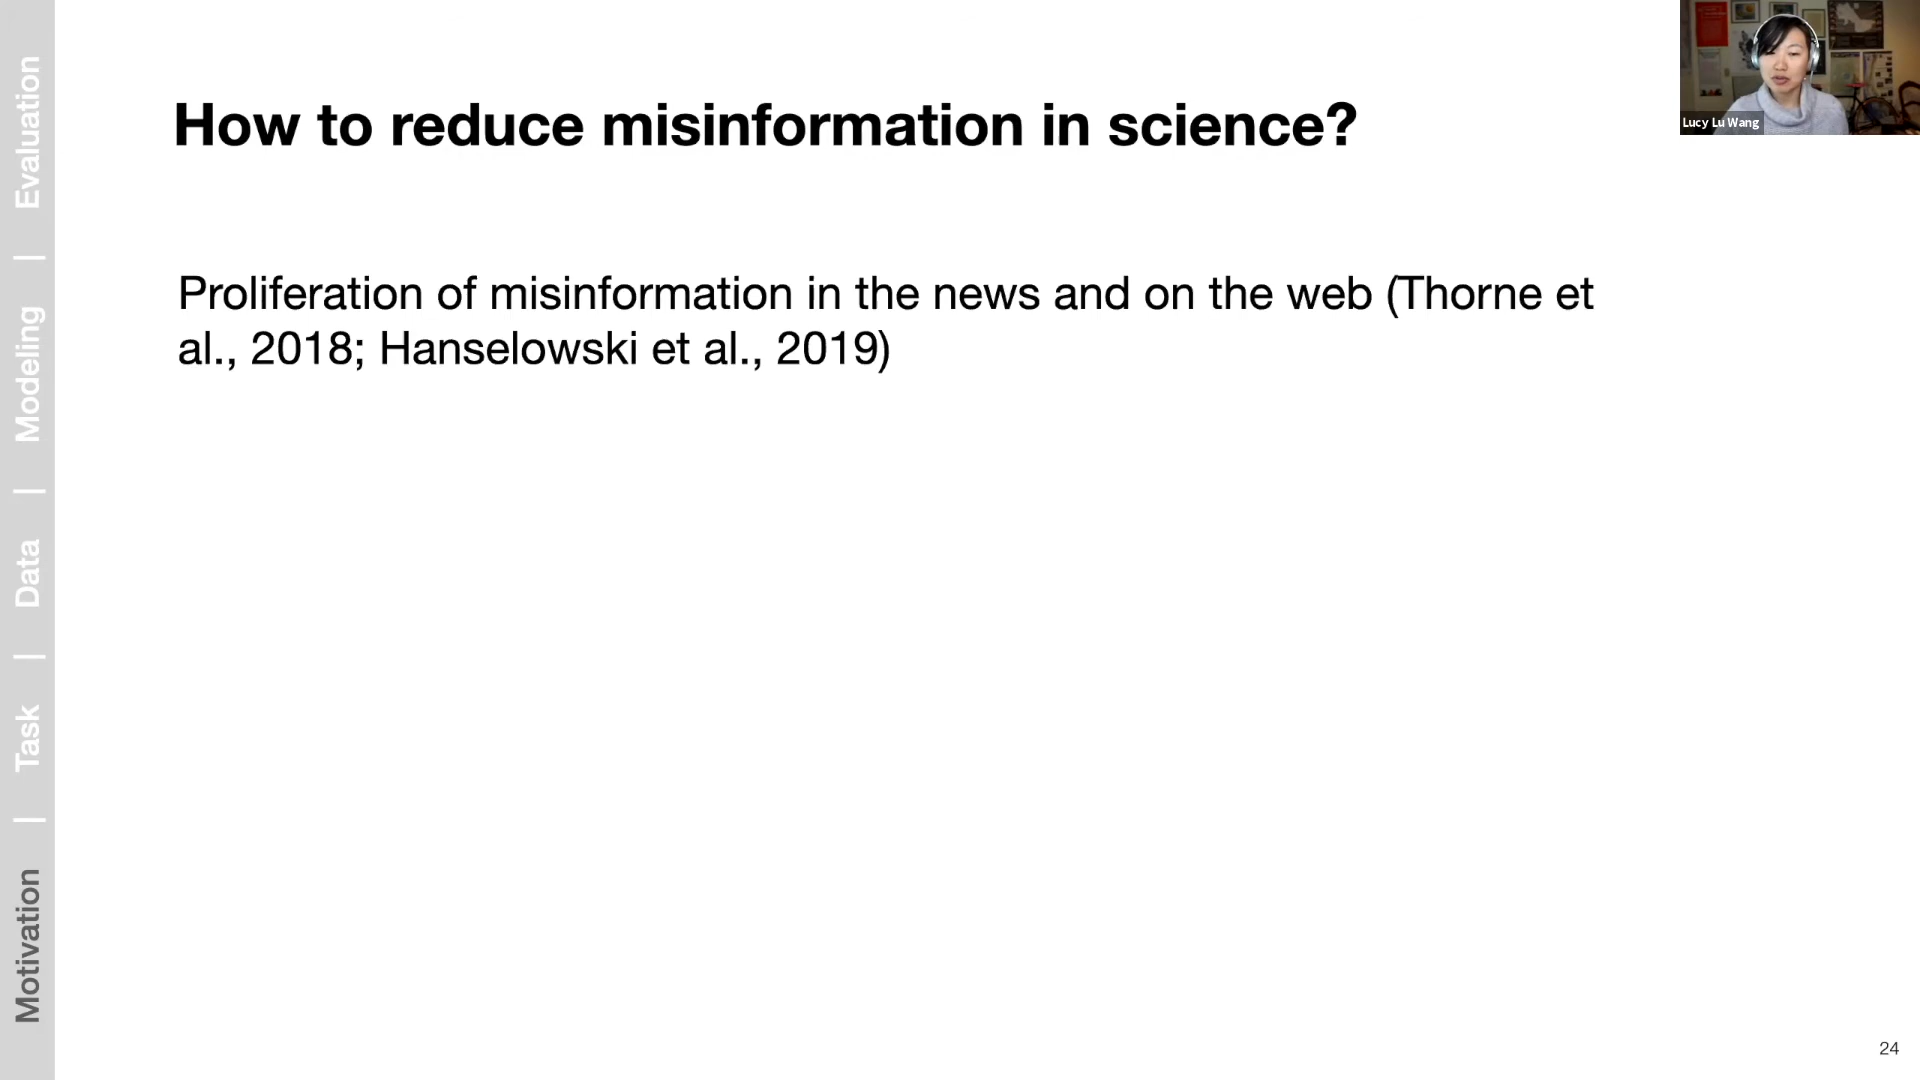 How to reduce misinformation in science?
Proliferation of misinformation in the news and on the web (Thorne et
al., 2018; Hanselowski et al., 2019)
Motivation | Task | Data | Modeling | Evaluation
Lucy Lu Wang
24